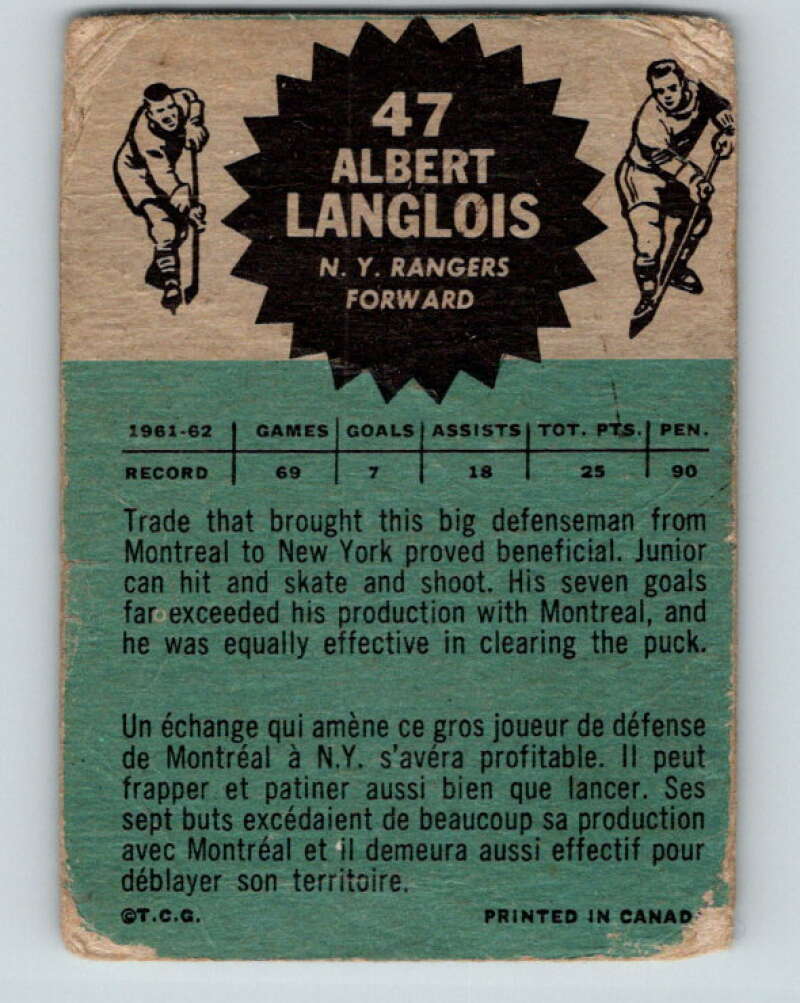 47
ALBERT
LANGLOIS
N. Y. RANGERS
FORWARD
1961-62 GAMES GOALS ASSISTS TOT. PTS. PEN.
RECORD 69 7 18 25 90
Trade that brought this big defenseman from
Montreal to New York proved beneficial. Junior
can hit and skate and shoot. His seven goals
far exceeded his production with Montreal, and
he was equally effective in clearing the puck.
Un échange qui amène ce gros joueur de défense
de Montréal à N.Y. s'avéra profitable. Il peut
frapper et patiner aussi bien que lancer. Ses
sept buts excédaient de beaucoup sa production
avec Montréal et il demeura aussi effectif pour
déblayer son territoire.
©T.C.G. PRINTED IN CANAD